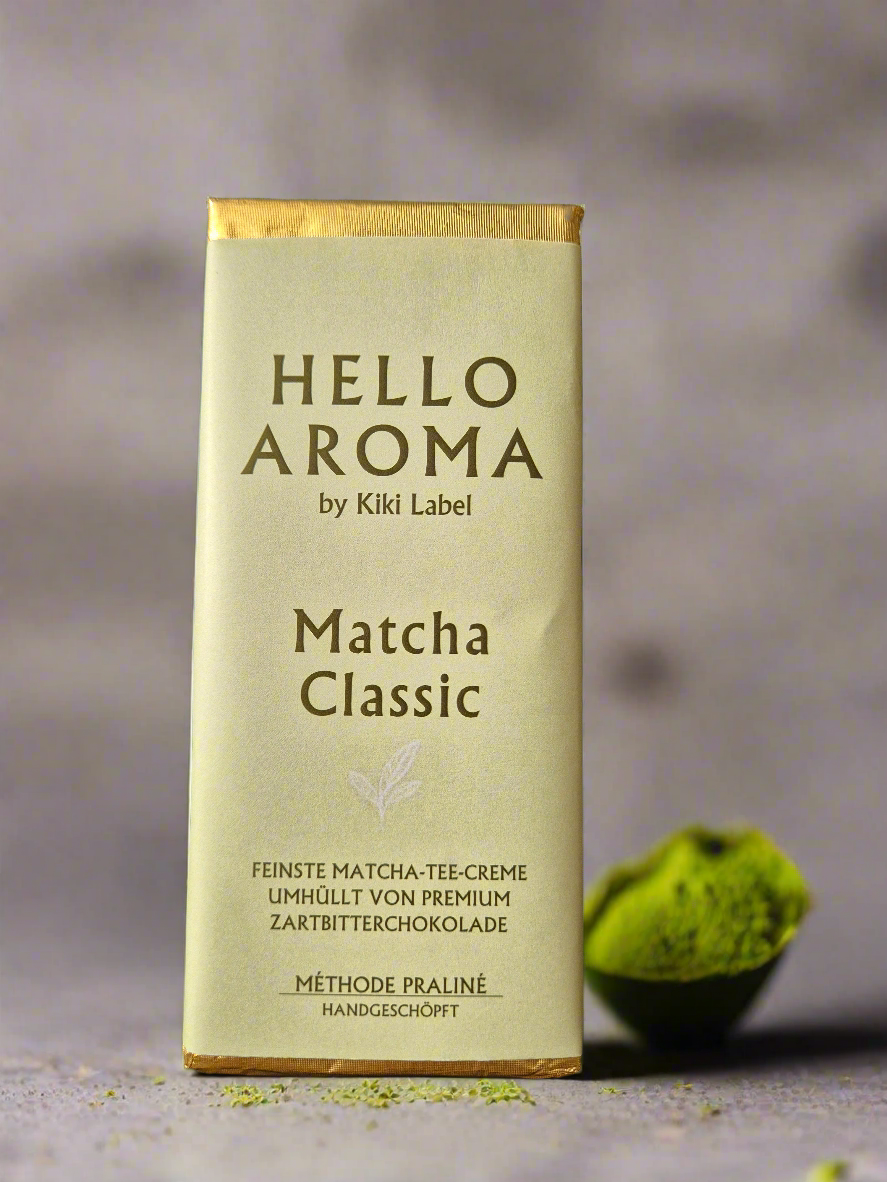 HELLO
AROMA
by Kiki Label
Matcha
Classic
FEINSTE MATCHA-TEE-CREME
UMHÜLLT VON PREMIUM
ZARTBITTERCHOKOLADE
MÉTHODE PRALINÉ
HANDGESCHÖPFT